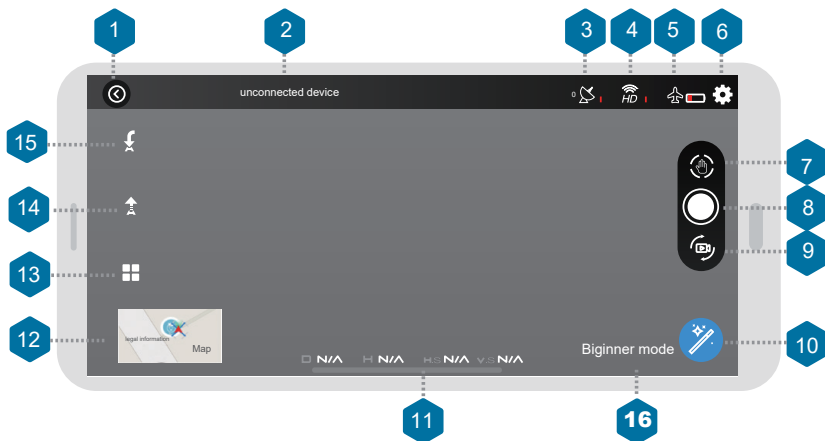 1 2 3 4 5 6
unconnected device 0 HD
15 7
14 8
13 9
legal information
Map
12 10
D N/A H N/A H.S N/A V.S N/A
Biginner mode
11 16